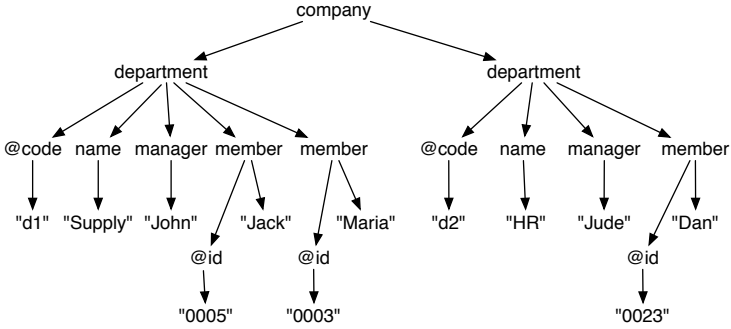 company
department department
@code name manager member member @code name manager member
"d1" "Supply" "John" "Jack" "Maria" "d2" "HR" "Jude" "Dan"
@id @id @id
"0005" "0003" "0023"